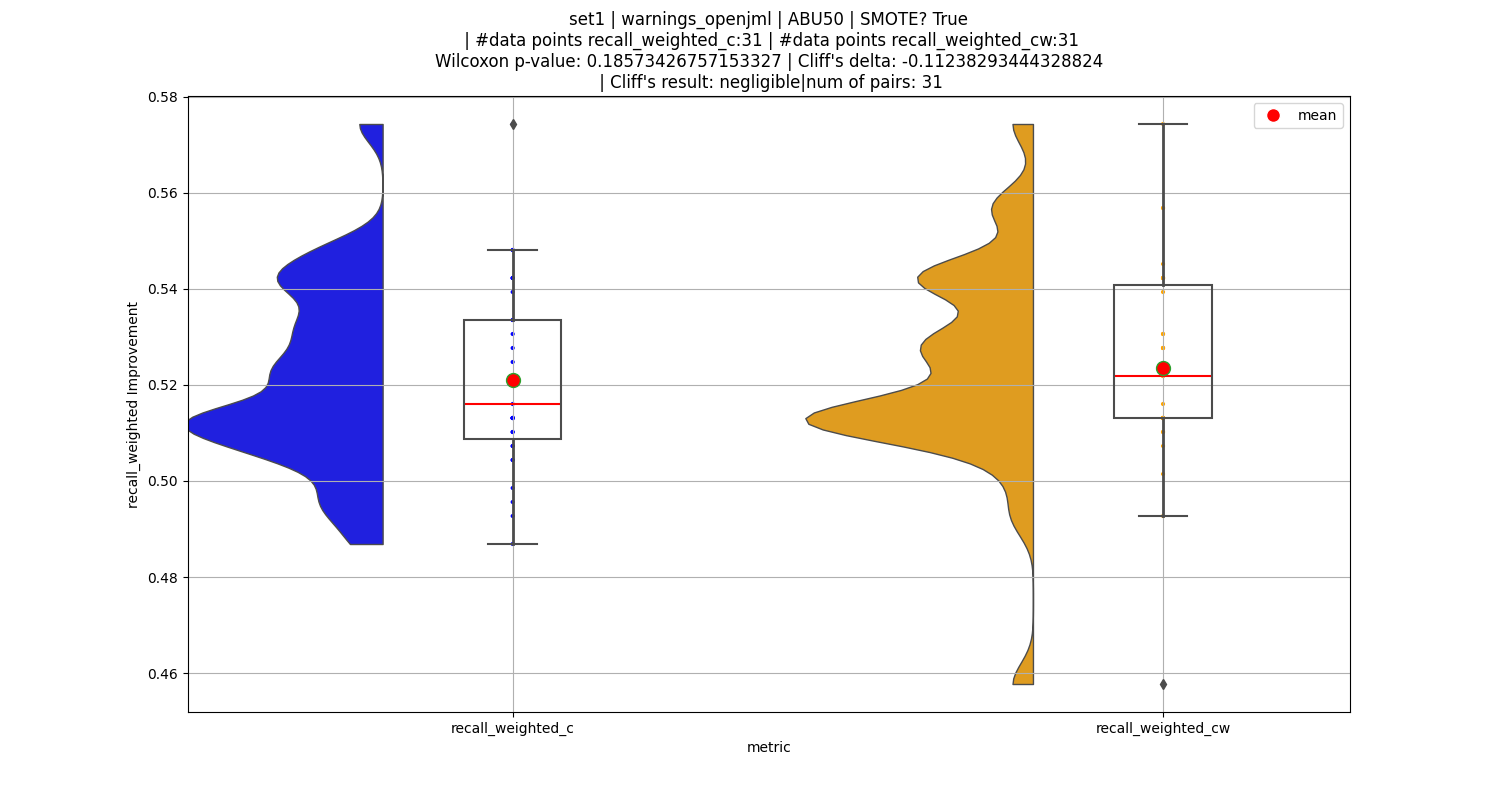 set1 | warnings_openjml | ABU50 | SMOTE? True
| #data points recall_weighted_c:31 | #data points recall_weighted_cw:31
Wilcoxon p-value: 0.18573426757153327 | Cliff's delta: -0.11238293444328824
| Cliff's result: negligible|num of pairs: 31
mean
0.58
0.56
0.54
0.52
0.50
0.48
0.46
recall_weighted Improvement
recall_weighted_c
recall_weighted_cw
metric